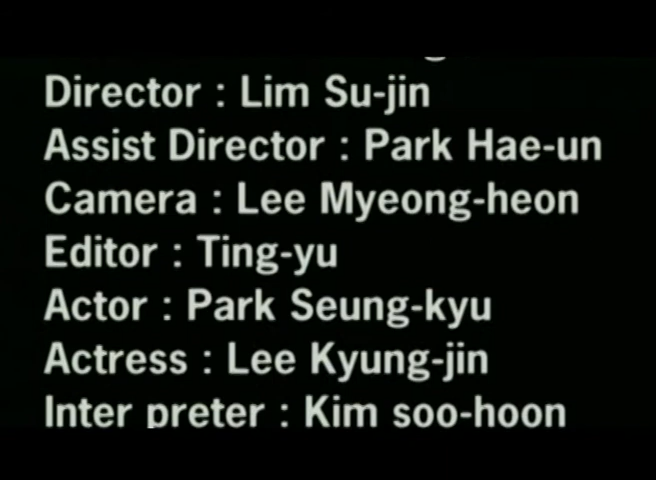 Director : Lim Su-jin
Assist Director : Park Hae-un
Camera : Lee Myeong-heon
Editor : Ting-yu
Actor : Park Seung-kyu
Actress : Lee Kyung-jin
Inter preter : Kim soo-hoon